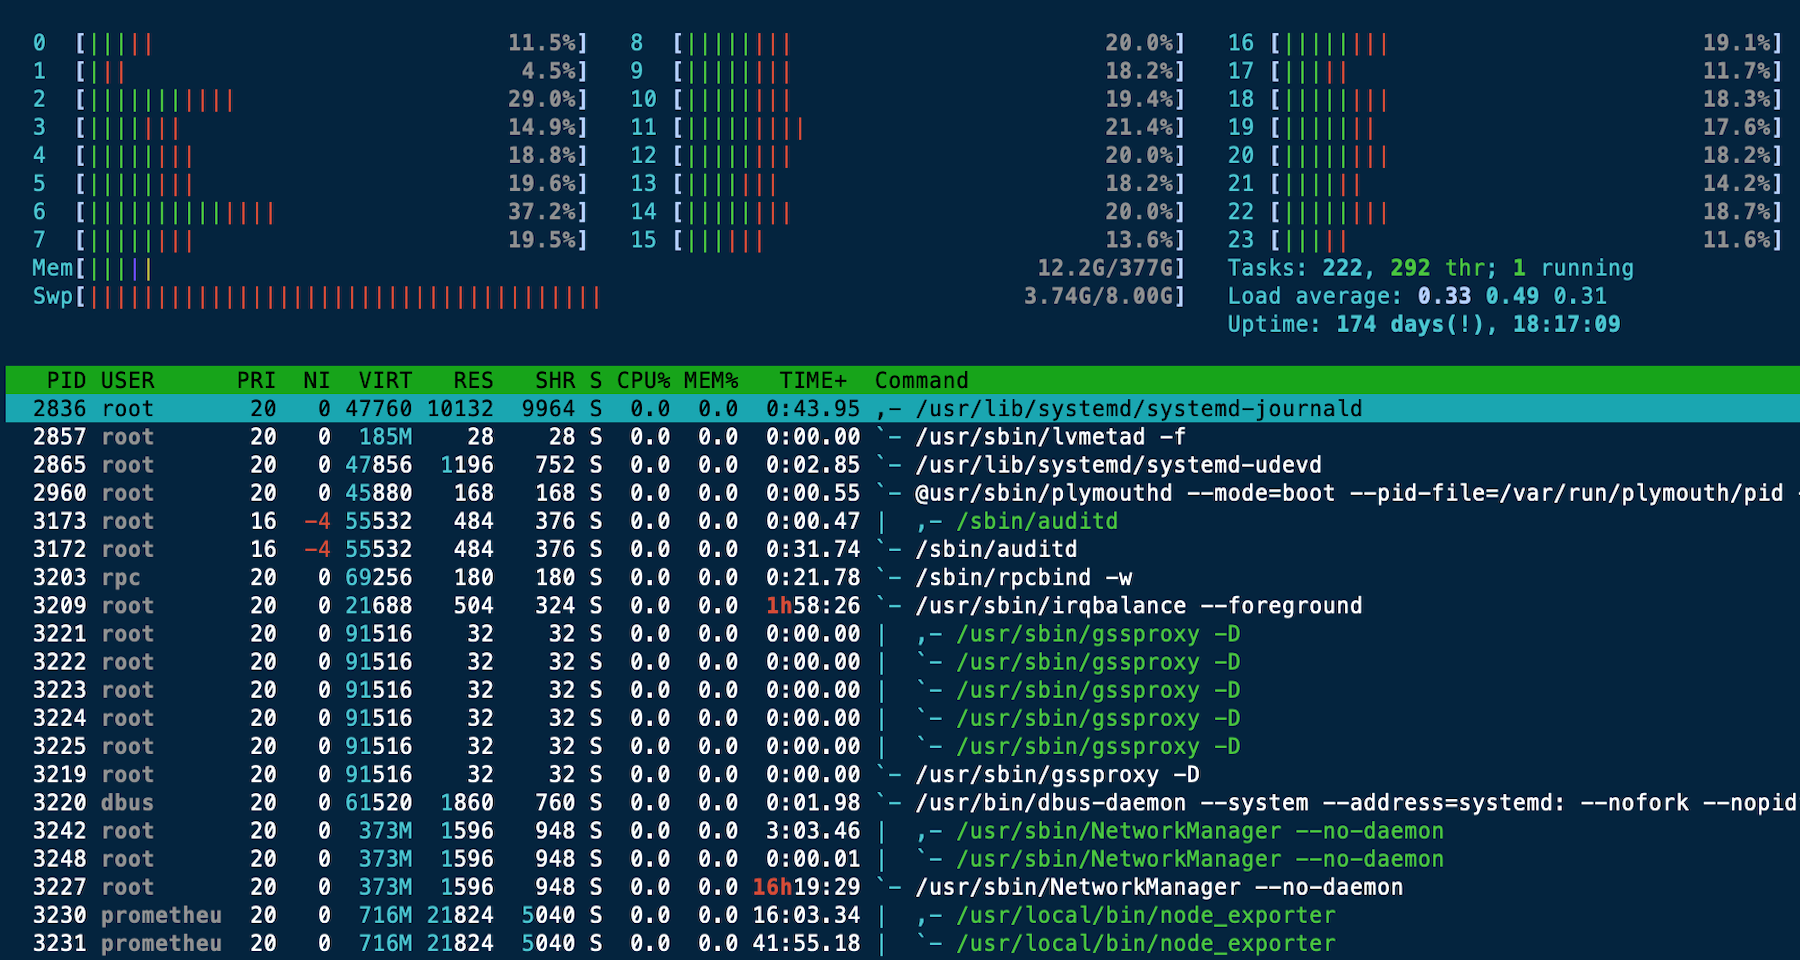 0 [||||| 11.5%] 8 [|||||||| 20.0%] 16 [|||||||| 19.1%]
1 [||| 4.5%] 9 [|||||||| 18.2%] 17 [||||| 11.7%]
2 [||||||||||| 29.0%] 10 [|||||||| 19.4%] 18 [|||||||| 18.3%]
3 [||||||| 14.9%] 11 [||||||||| 21.4%] 19 [||||||| 17.6%]
4 [|||||||| 18.8%] 12 [|||||||| 20.0%] 20 [|||||||| 18.2%]
5 [|||||||| 19.6%] 13 [||||||| 18.2%] 21 [|||||| 14.2%]
6 [|||||||||||||| 37.2%] 14 [|||||||| 20.0%] 22 [|||||||| 18.7%]
7 [|||||||| 19.5%] 15 [|||||| 13.6%] 23 [||||| 11.6%]
Mem[||||| 12.2G/377G] Tasks: 222, 292 thr; 1 running
Swp[|||||||||||||||||||||||||||||||||||||| 3.74G/8.00G] Load average: 0.33 0.49 0.31
Uptime: 174 days(!), 18:17:09
PID USER PRI NI VIRT RES SHR S CPU% MEM% TIME+ Command
2836 root 20 0 47760 10132 9964 S 0.0 0.0 0:43.95 ,- /usr/lib/systemd/systemd-journald
2857 root 20 0 185M 28 28 S 0.0 0.0 0:00.00 `- /usr/sbin/lvmetad -f
2865 root 20 0 47856 1196 752 S 0.0 0.0 0:02.85 `- /usr/lib/systemd/systemd-udevd
2960 root 20 0 45880 168 168 S 0.0 0.0 0:00.55 `- @usr/sbin/plymouthd --mode=boot --pid-file=/var/run/plymouth/pid -
3173 root 16 -4 55532 484 376 S 0.0 0.0 0:00.47 | ,- /sbin/auditd
3172 root 16 -4 55532 484 376 S 0.0 0.0 0:31.74 `- /sbin/auditd
3203 rpc 20 0 69256 180 180 S 0.0 0.0 0:21.78 `- /sbin/rpcbind -w
3209 root 20 0 21688 504 324 S 0.0 0.0 1h58:26 `- /usr/sbin/irqbalance --foreground
3221 root 20 0 91516 32 32 S 0.0 0.0 0:00.00 | ,- /usr/sbin/gssproxy -D
3222 root 20 0 91516 32 32 S 0.0 0.0 0:00.00 | `- /usr/sbin/gssproxy -D
3223 root 20 0 91516 32 32 S 0.0 0.0 0:00.00 | `- /usr/sbin/gssproxy -D
3224 root 20 0 91516 32 32 S 0.0 0.0 0:00.00 | `- /usr/sbin/gssproxy -D
3225 root 20 0 91516 32 32 S 0.0 0.0 0:00.00 | `- /usr/sbin/gssproxy -D
3219 root 20 0 91516 32 32 S 0.0 0.0 0:00.00 `- /usr/sbin/gssproxy -D
3220 dbus 20 0 61520 1860 760 S 0.0 0.0 0:01.98 `- /usr/bin/dbus-daemon --system --address=systemd: --nofork --nopid
3242 root 20 0 373M 1596 948 S 0.0 0.0 3:03.46 | ,- /usr/sbin/NetworkManager --no-daemon
3248 root 20 0 373M 1596 948 S 0.0 0.0 0:00.01 | `- /usr/sbin/NetworkManager --no-daemon
3227 root 20 0 373M 1596 948 S 0.0 0.0 16h19:29 `- /usr/sbin/NetworkManager --no-daemon
3230 prometheu 20 0 716M 21824 5040 S 0.0 0.0 16:03.34 | ,- /usr/local/bin/node_exporter
3231 prometheu 20 0 716M 21824 5040 S 0.0 0.0 41:55.18 | `- /usr/local/bin/node_exporter